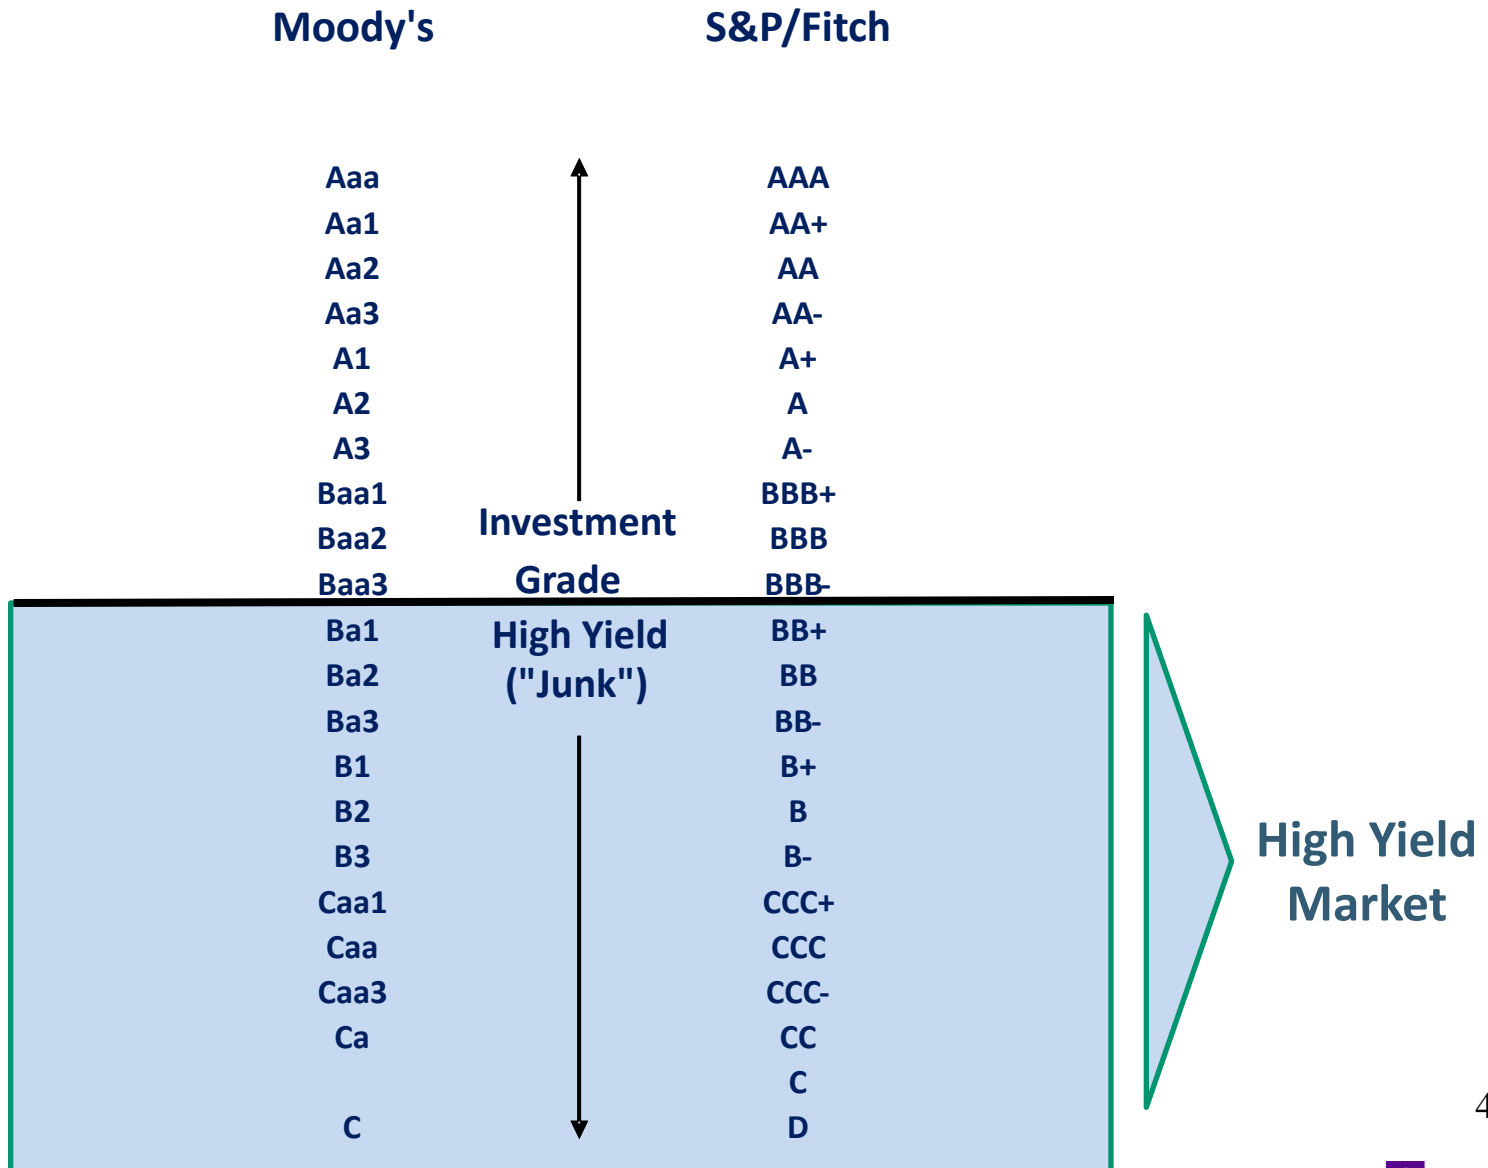 Moody's S&P/Fitch
Aaa AAA
Aa1 AA+
Aa2 AA
Aa3 AA-
A1 A+
A2 A
A3 A-
Baa1 BBB+
Investment
Baa2 BBB
Baa3 Grade BBB-
Ba1 High Yield BB+
Ba2 ("Junk") BB
Ba3 BB-
B1 B+
B2 B
B3 B-
High Yield
Market
Caa1 CCC+
Caa CCC
Caa3 CCC-
Ca CC
C
C D
4